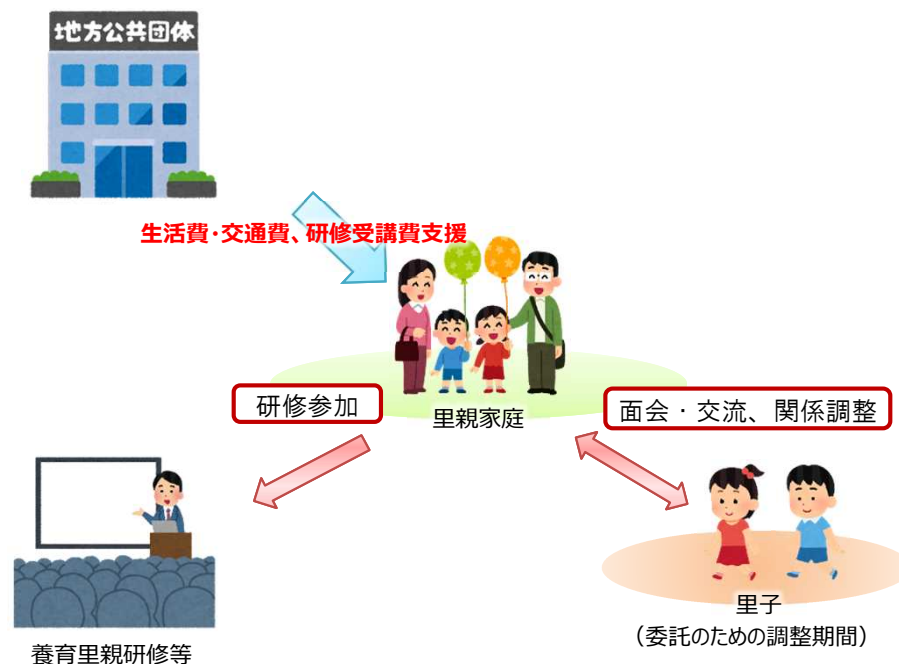 地方公共団体
生活費・交通費、研修受講費支援
研修参加
里親家庭
面会・交流、関係調整
里子
（委託のための調整期間）
養育里親研修等